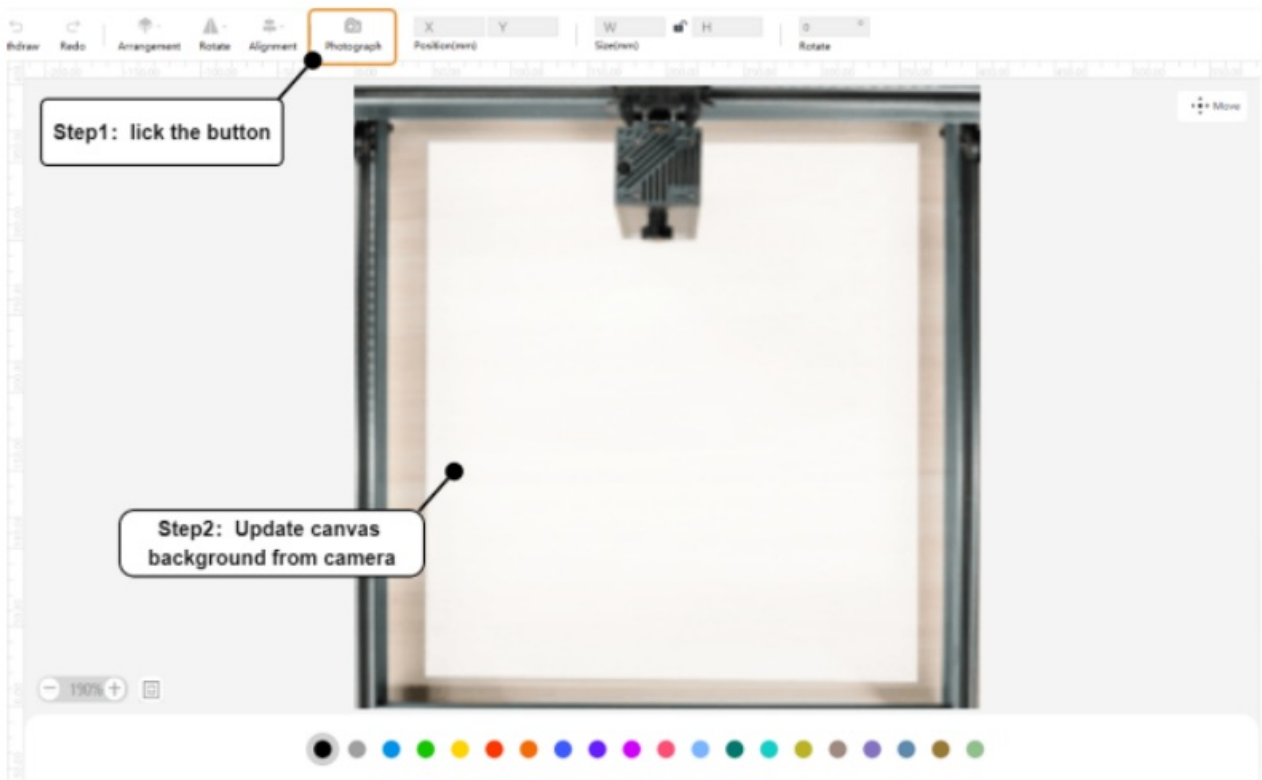 X Y W H 0 °
thdraw Redo Arrangement Rotate Alignment Photograph Position(mm) Size(mm) Rotate
Move
Step1: lick the button
Step2: Update canvas
background from camera
190%